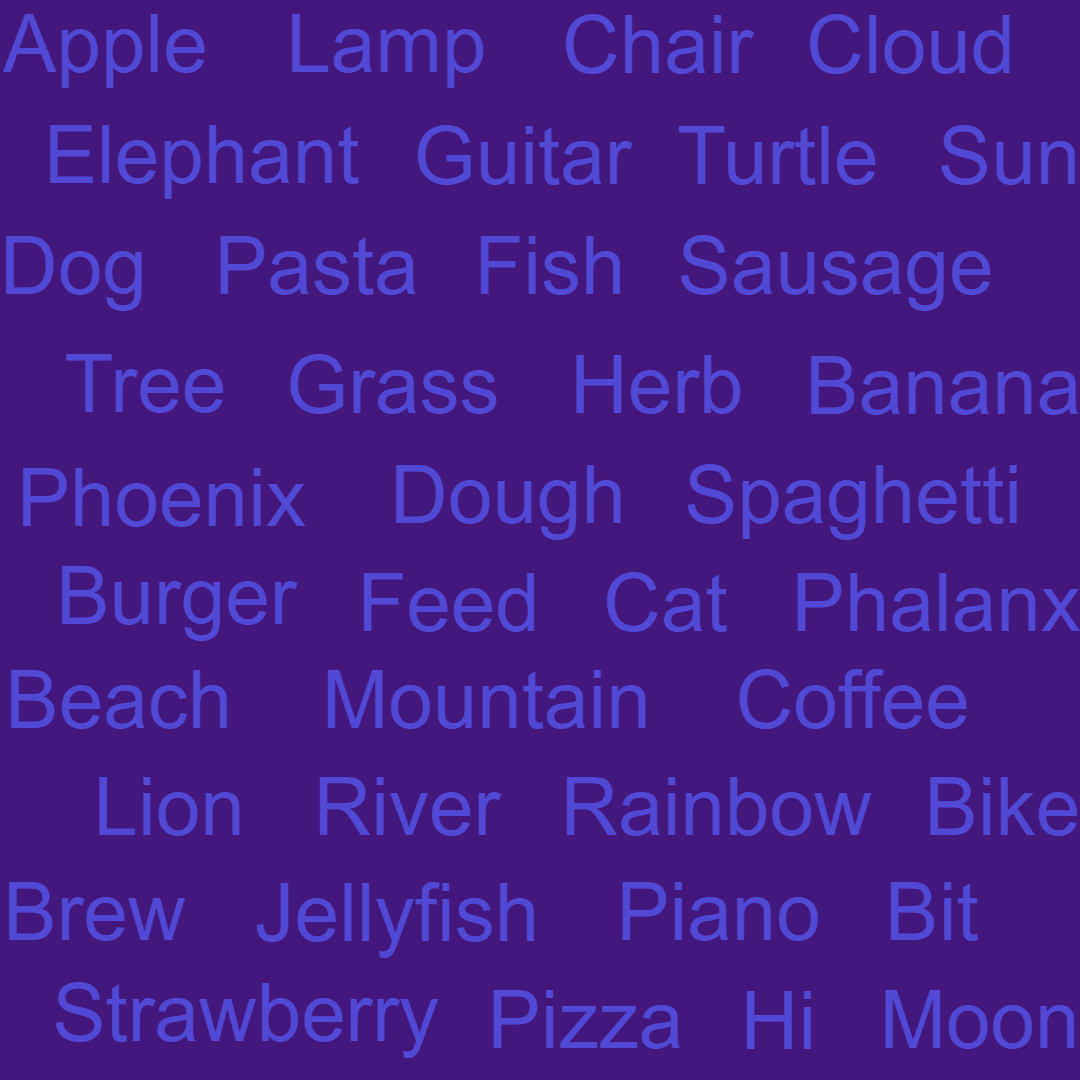 Apple Lamp Chair Cloud
Elephant Guitar Turtle Sun
Dog Pasta Fish Sausage
Tree Grass Herb Banana
Phoenix Dough Spaghetti
Burger Feed Cat Phalanx
Beach Mountain Coffee
Lion River Rainbow Bike
Brew Jellyfish Piano Bit
Strawberry Pizza Hi Moon